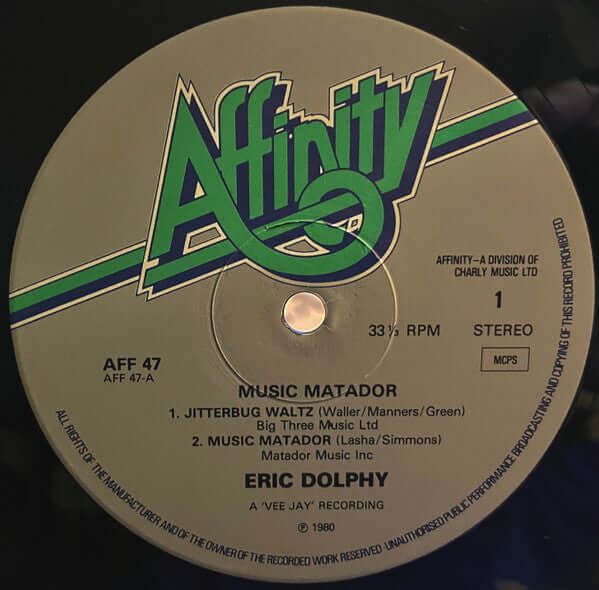 Affinity
AFFINITY–A DIVISION OF
CHARLY MUSIC LTD
1
33⅓ RPM STEREO
MCPS
AFF 47
AFF 47-A
MUSIC MATADOR
1. JITTERBUG WALTZ (Waller/Manners/Green)
Big Three Music Ltd
2. MUSIC MATADOR (Lasha/Simmons)
Matador Music Inc
ERIC DOLPHY
A 'VEE JAY' RECORDING
℗ 1980
ALL RIGHTS OF THE MANUFACTURER AND OF THE OWNER OF THE RECORDED WORK RESERVED · UNAUTHORISED PUBLIC PERFORMANCE BROADCASTING AND COPYING OF THIS RECORD PROHIBITED